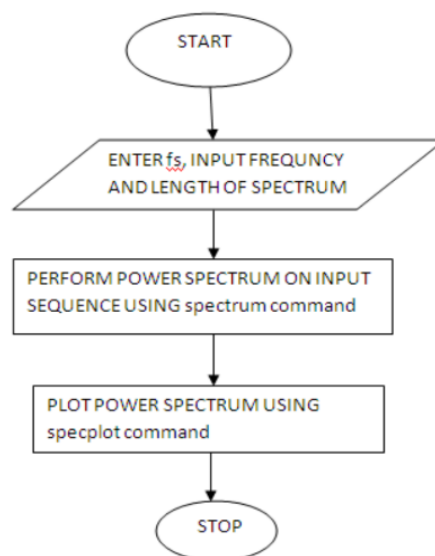 START
ENTER fs, INPUT FREQUNCY
AND LENGTH OF SPECTRUM
PERFORM POWER SPECTRUM ON INPUT
SEQUENCE USING spectrum command
PLOT POWER SPECTRUM USING
specplot command
STOP